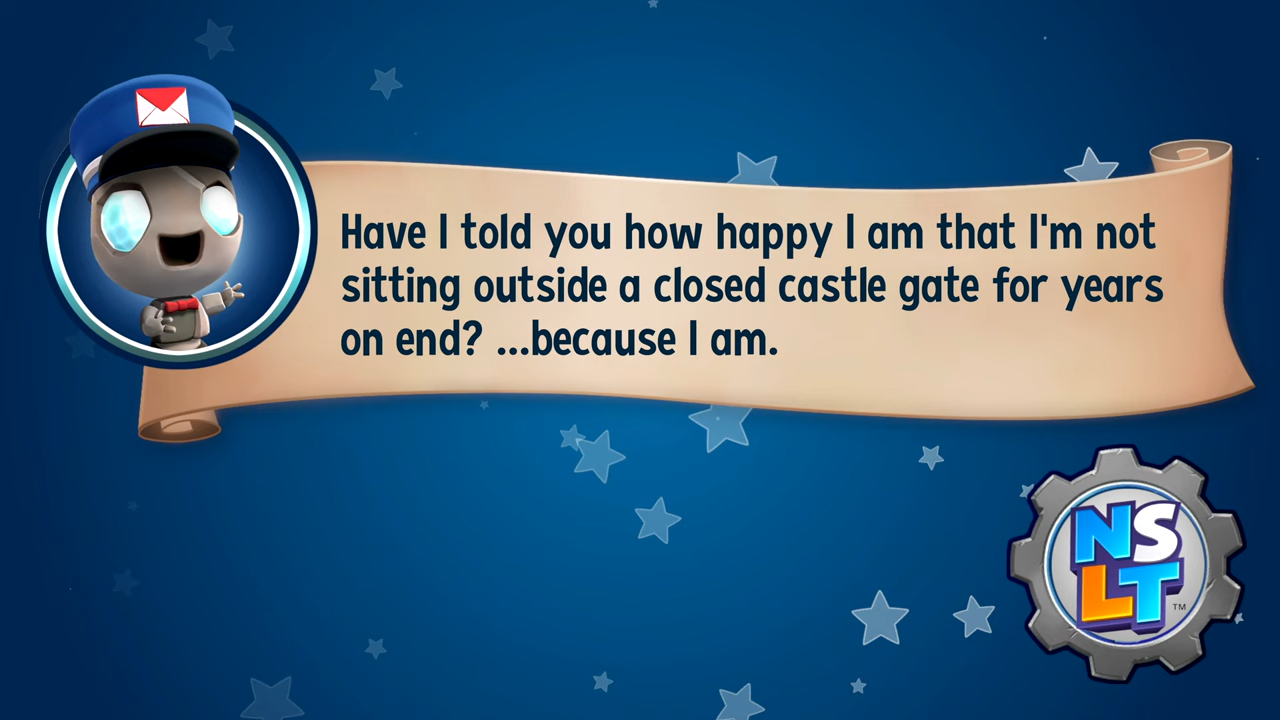 Have I told you how happy I am that I'm not
sitting outside a closed castle gate for years
on end? ...because I am.
NS
LT
TM